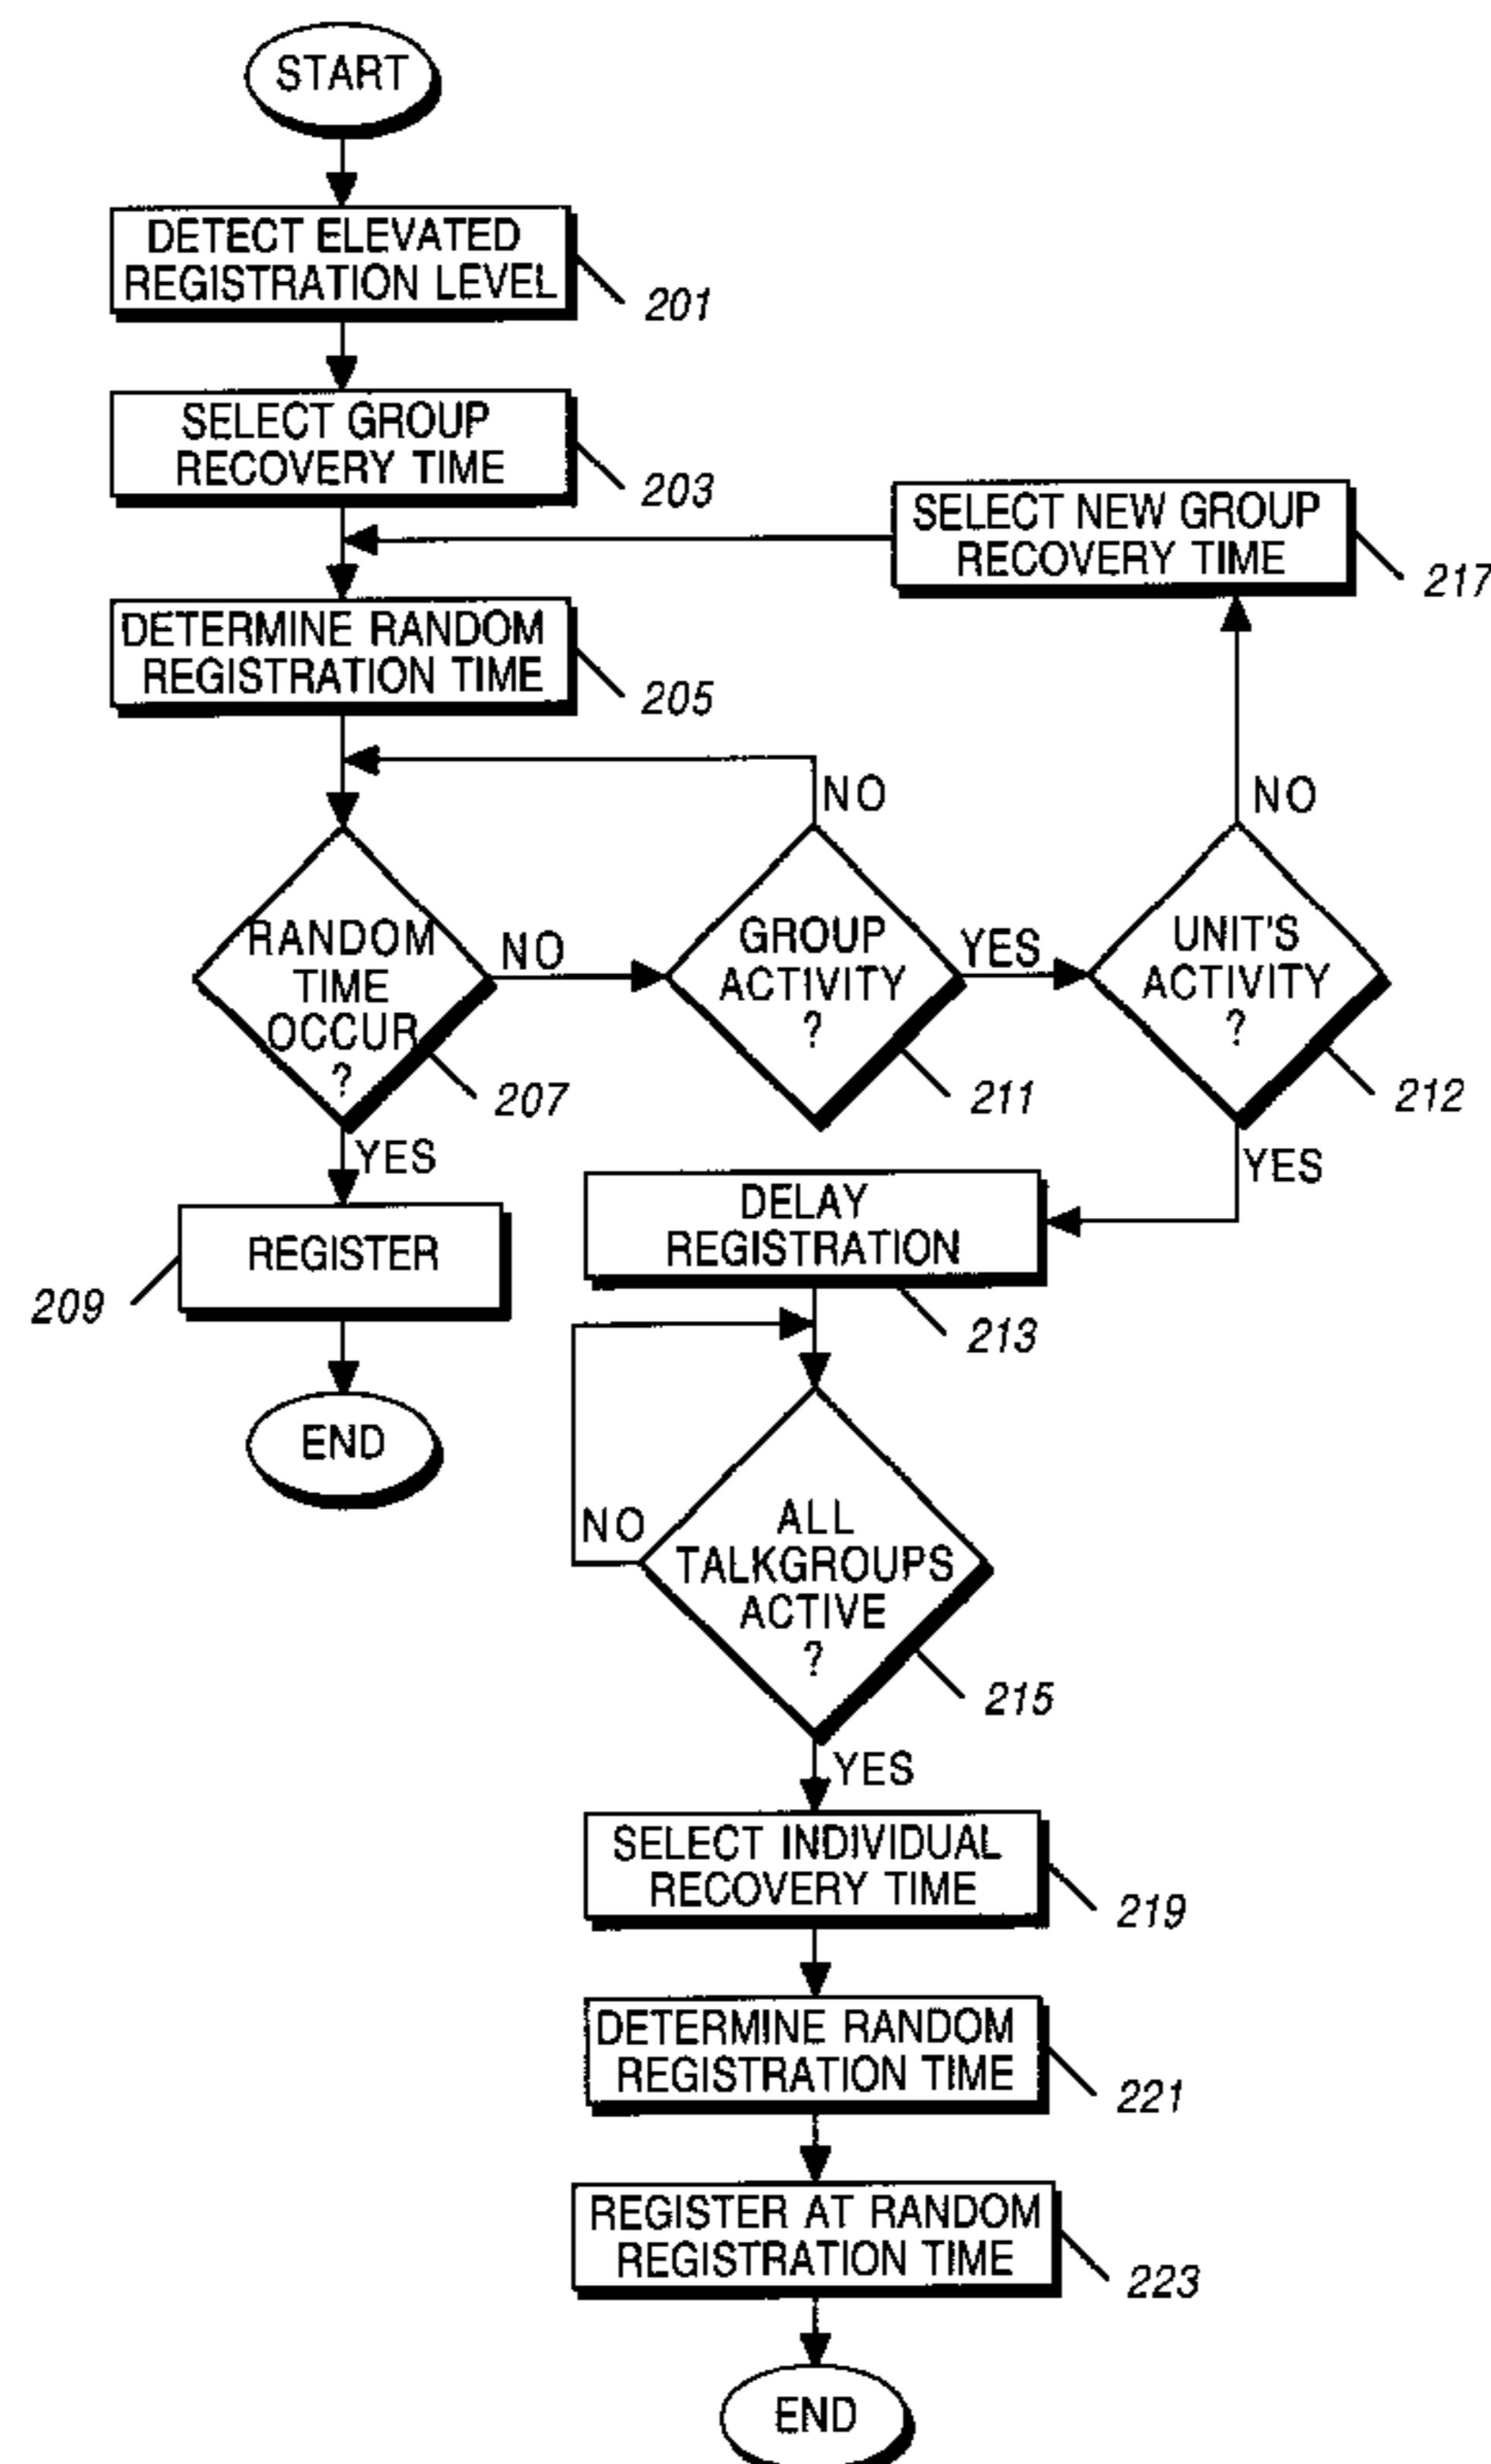 START
DETECT ELEVATED
REGISTRATION LEVEL
201
SELECT GROUP
RECOVERY TIME
203
SELECT NEW GROUP
RECOVERY TIME
217
DETERMINE RANDOM
REGISTRATION TIME
205
NO
NO
RANDOM
TIME
OCCUR
?
207
NO
GROUP
ACTIVITY
?
211
YES
UNIT'S
ACTIVITY
?
212
YES
YES
REGISTER
209
DELAY
REGISTRATION
213
END
NO
ALL
TALKGROUPS
ACTIVE
?
215
YES
SELECT INDIVIDUAL
RECOVERY TIME
219
DETERMINE RANDOM
REGISTRATION TIME
221
REGISTER AT RANDOM
REGISTRATION TIME
223
END